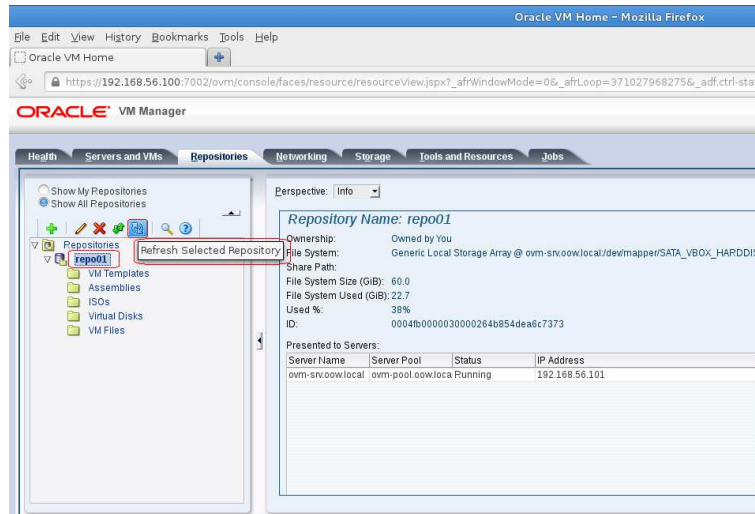 Oracle VM Home - Mozilla Firefox
File Edit View History Bookmarks Tools Help
Oracle VM Home
https://192.168.56.100:7002/ovm/console/faces/resource/resourceView.jspx?_afrWindowMode=0&_afrLoop=371027968275&_adf.ctrl-sta
ORACLE VM Manager
Health Servers and VMs Repositories Networking Storage Tools and Resources Jobs
Show My Repositories
Show All Repositories
Refresh Selected Repository
Repositories
repo01
VM Templates
Assemblies
ISOs
Virtual Disks
VM Files
Perspective: Info
Repository Name: repo01
Ownership: Owned by You
File System: Generic Local Storage Array @ ovm-srv.oow.local:/dev/mapper/SATA_VBOX_HARDDIS
Share Path:
File System Size (GiB): 60.0
File System Used (GiB): 22.7
Used %: 38%
ID: 0004fb0000030000264b854dea6c7373
Presented to Servers:
Server Name Server Pool Status IP Address
ovm-srv.oow.local ovm-pool.oow.loca Running 192.168.56.101